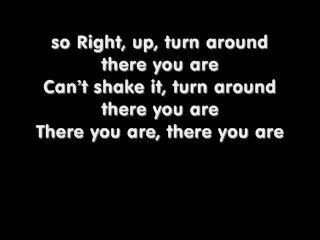 so Right, up, turn around
there you are
Can't shake it, turn around
there you are
There you are, there you are